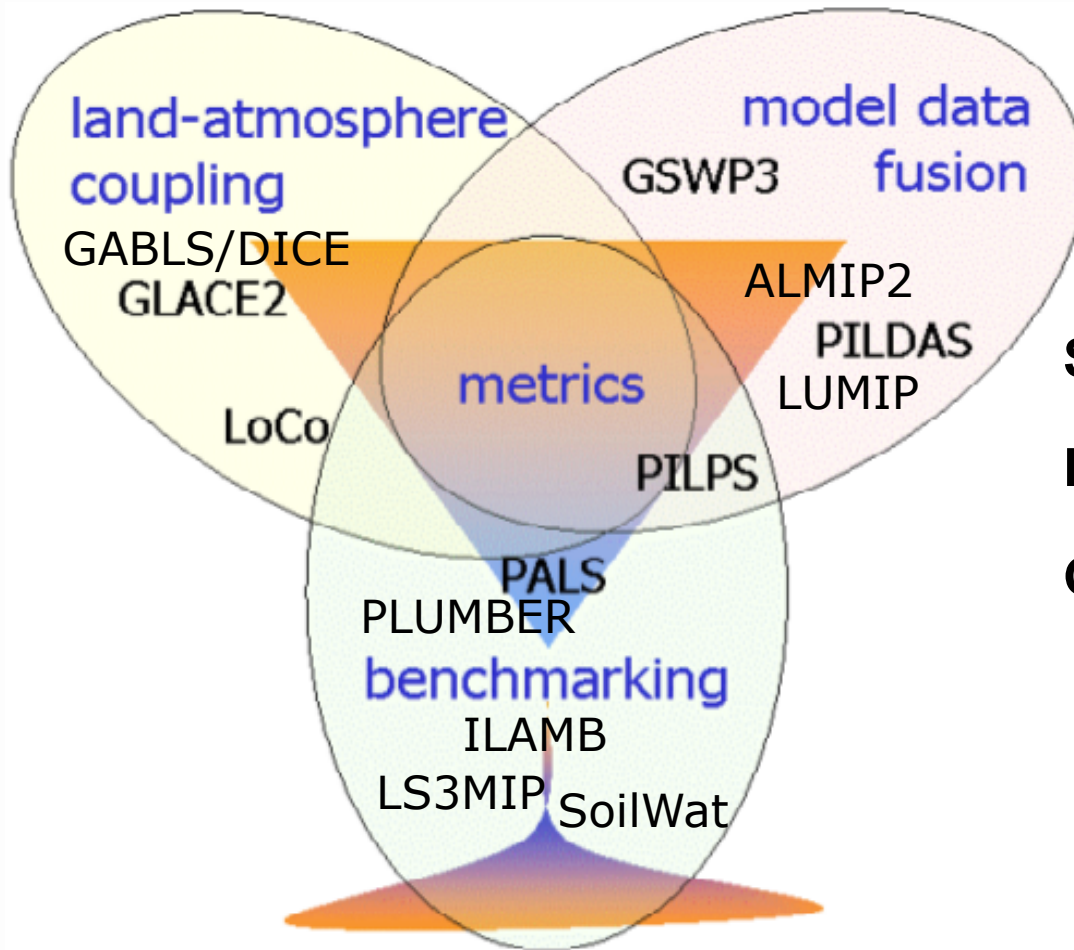 land-atmosphere
coupling
GABLS/DICE
GLACE2
LoCo
model data
fusion
GSWP3
ALMIP2
PILDAS
LUMIP
metrics
PILPS
PALS
PLUMBER
benchmarking
ILAMB
LS3MIP
SoilWat